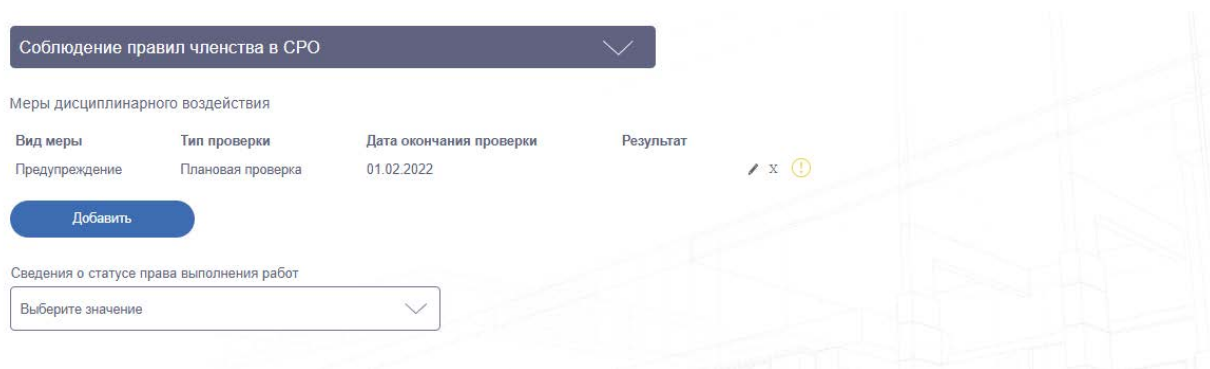 Соблюдение правил членства в СРО
Меры дисциплинарного воздействия
Вид меры Тип проверки Дата окончания проверки Результат
Предупреждение Плановая проверка 01.02.2022 x !
Добавить
Сведения о статусе права выполнения работ
Выберите значение